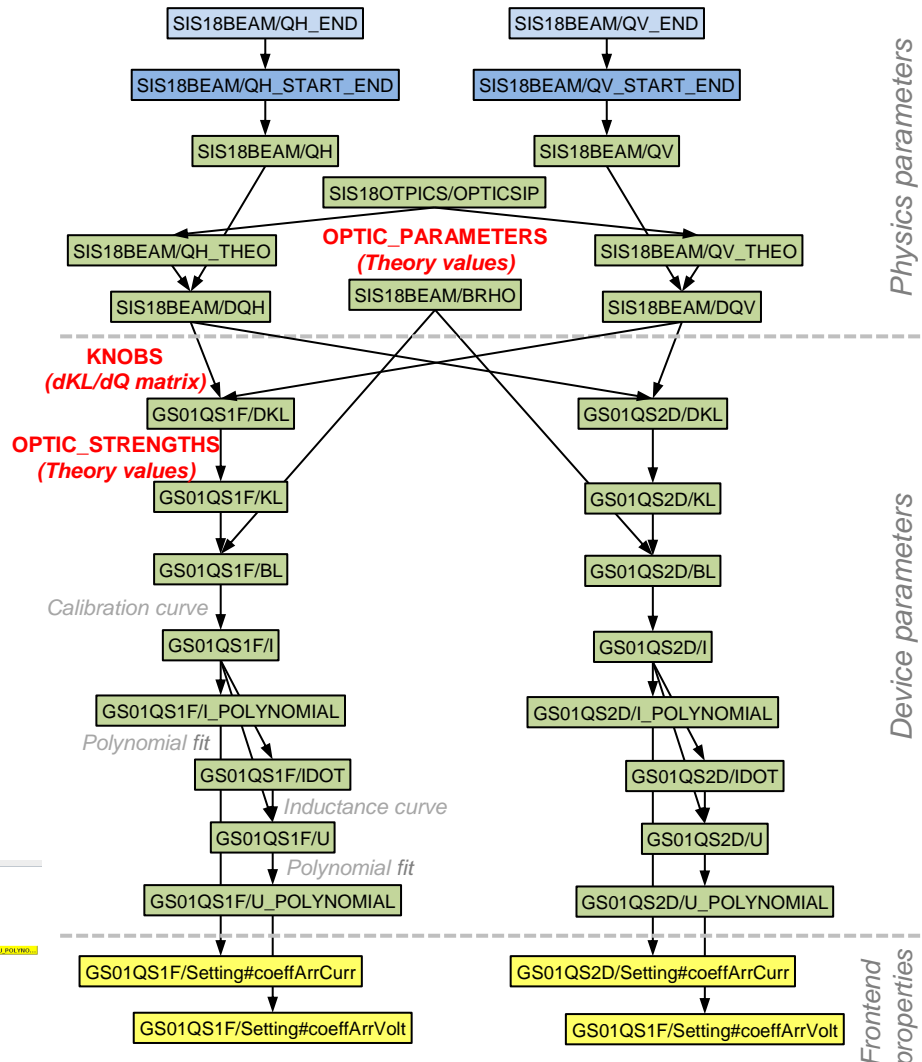 SIS18BEAM/QH_END
SIS18BEAM/QV_END
SIS18BEAM/QH_START_END
SIS18BEAM/QV_START_END
SIS18BEAM/QH
SIS18BEAM/QV
Physics parameters
SIS18OTPICS/OPTICSIP
SIS18BEAM/QH_THEO
OPTIC_PARAMETERS
(Theory values)
SIS18BEAM/QV_THEO
SIS18BEAM/DQH
SIS18BEAM/BRHO
SIS18BEAM/DQV
KNOBS
(dKL/dQ matrix)
GS01QS1F/DKL
GS01QS2D/DKL
OPTIC_STRENGTHS
(Theory values)
GS01QS1F/KL
GS01QS2D/KL
GS01QS1F/BL
GS01QS2D/BL
Device parameters
Calibration curve
GS01QS1F/I
GS01QS2D/I
GS01QS1F/I_POLYNOMIAL
GS01QS2D/I_POLYNOMIAL
Polynomial fit
GS01QS1F/IDOT
GS01QS2D/IDOT
Inductance curve
GS01QS1F/U
GS01QS2D/U
Polynomial fit
GS01QS1F/U_POLYNOMIAL
GS01QS2D/U_POLYNOMIAL
GS01QS1F/Setting#coeffArrCurr
GS01QS2D/Setting#coeffArrCurr
GS01QS1F/Setting#coeffArrVolt
GS01QS1F/Setting#coeffArrVolt
Frontend
properties